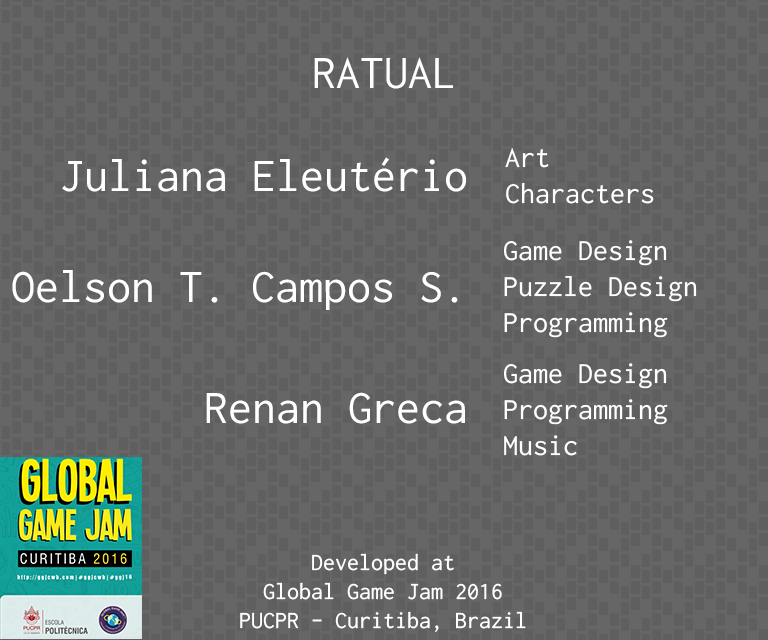 RATUAL
Juliana Eleutério
Art
Characters
Oelson T. Campos S.
Game Design
Puzzle Design
Programming
Renan Greca
Game Design
Programming
Music
GLOBAL
GAME JAM
CURITIBA 2016
http://ggjcwb.com|#ggjcwb|#ggj16
PUCPR
ESCOLA
POLITÉCNICA
Developed at
Global Game Jam 2016
PUCPR – Curitiba, Brazil